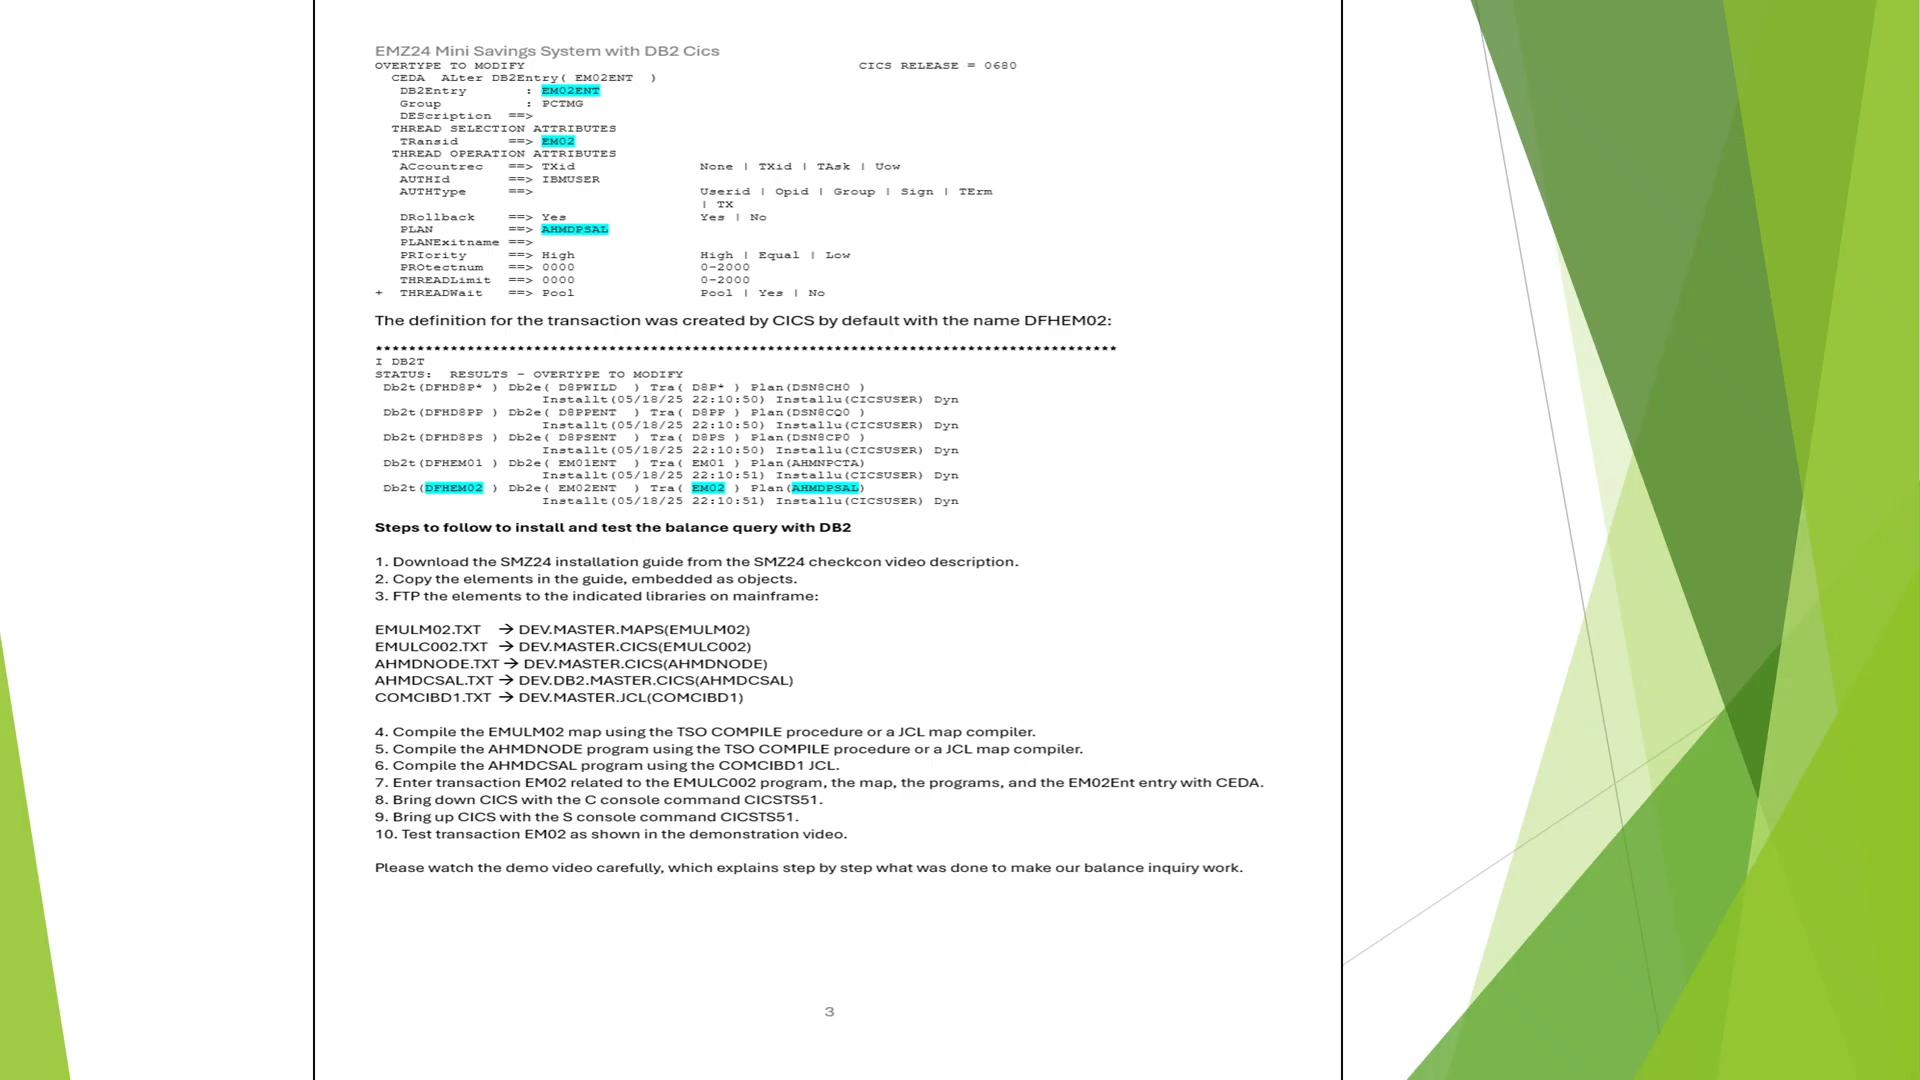 EMZ24 Mini Savings System with DB2 Cics
OVERTYPE TO MODIFY                                        CICS RELEASE = 0680
  CEDA  ALter DB2Entry( EM02ENT  )
   DB2Entry       : EM02ENT
   Group          : PCTMG
   DEScription  ==>
  THREAD SELECTION ATTRIBUTES
   TRansid      ==> EM02
  THREAD OPERATION ATTRIBUTES
   ACcountrec   ==> TXid               None | TXid | TAsk | Uow
   AUTHId       ==> IBMUSER
   AUTHType     ==>                    Userid | Opid | Group | Sign | TErm
                                       | TX
   DRollback    ==> Yes                Yes | No
   PLAN         ==> AHMDPSAL
   PLANExitname ==>
   PRIority     ==> High               High | Equal | Low
   PROtectnum   ==> 0000               0-2000
   THREADLimit  ==> 0000               0-2000
+  THREADWait   ==> Pool               Pool | Yes | No
The definition for the transaction was created by CICS by default with the name DFHEM02:
*****************************************************************************************
I DB2T
STATUS:  RESULTS - OVERTYPE TO MODIFY
 Db2t(DFHD8P* ) Db2e( D8PWILD  ) Tra( D8P* ) Plan(DSN8CH0 )
                    Installt(05/18/25 22:10:50) Installu(CICSUSER) Dyn
 Db2t(DFHD8PP ) Db2e( D8PPENT  ) Tra( D8PP ) Plan(DSN8CQ0 )
                    Installt(05/18/25 22:10:50) Installu(CICSUSER) Dyn
 Db2t(DFHD8PS ) Db2e( D8PSENT  ) Tra( D8PS ) Plan(DSN8CP0 )
                    Installt(05/18/25 22:10:50) Installu(CICSUSER) Dyn
 Db2t(DFHEM01 ) Db2e( EM01ENT  ) Tra( EM01 ) Plan(AHMNPCTA)
                    Installt(05/18/25 22:10:51) Installu(CICSUSER) Dyn
 Db2t(DFHEM02 ) Db2e( EM02ENT  ) Tra( EM02 ) Plan(AHMDPSAL)
                    Installt(05/18/25 22:10:51) Installu(CICSUSER) Dyn
Steps to follow to install and test the balance query with DB2
1. Download the SMZ24 installation guide from the SMZ24 checkcon video description.
2. Copy the elements in the guide, embedded as objects.
3. FTP the elements to the indicated libraries on mainframe:
EMULM02.TXT → DEV.MASTER.MAPS(EMULM02)
EMULC002.TXT → DEV.MASTER.CICS(EMULC002)
AHMDNODE.TXT → DEV.MASTER.CICS(AHMDNODE)
AHMDCSAL.TXT → DEV.DB2.MASTER.CICS(AHMDCSAL)
COMCIBD1.TXT → DEV.MASTER.JCL(COMCIBD1)
4. Compile the EMULM02 map using the TSO COMPILE procedure or a JCL map compiler.
5. Compile the AHMDNODE program using the TSO COMPILE procedure or a JCL map compiler.
6. Compile the AHMDCSAL program using the COMCIBD1 JCL.
7. Enter transaction EM02 related to the EMULC002 program, the map, the programs, and the EM02Ent entry with CEDA.
8. Bring down CICS with the C console command CICSTS51.
9. Bring up CICS with the S console command CICSTS51.
10. Test transaction EM02 as shown in the demonstration video.
Please watch the demo video carefully, which explains step by step what was done to make our balance inquiry work.
3